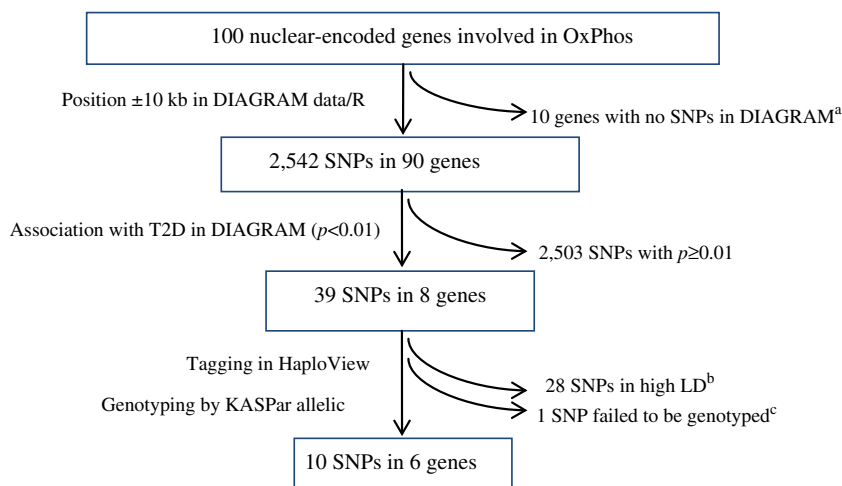 100 nuclear-encoded genes involved in OxPhos
Position ±10 kb in DIAGRAM data/R
10 genes with no SNPs in DIAGRAMᵃ
2,542 SNPs in 90 genes
Association with T2D in DIAGRAM (p<0.01)
2,503 SNPs with p≥0.01
39 SNPs in 8 genes
Tagging in HaploView
28 SNPs in high LDᵇ
Genotyping by KASPar allelic
1 SNP failed to be genotypedᶜ
10 SNPs in 6 genes